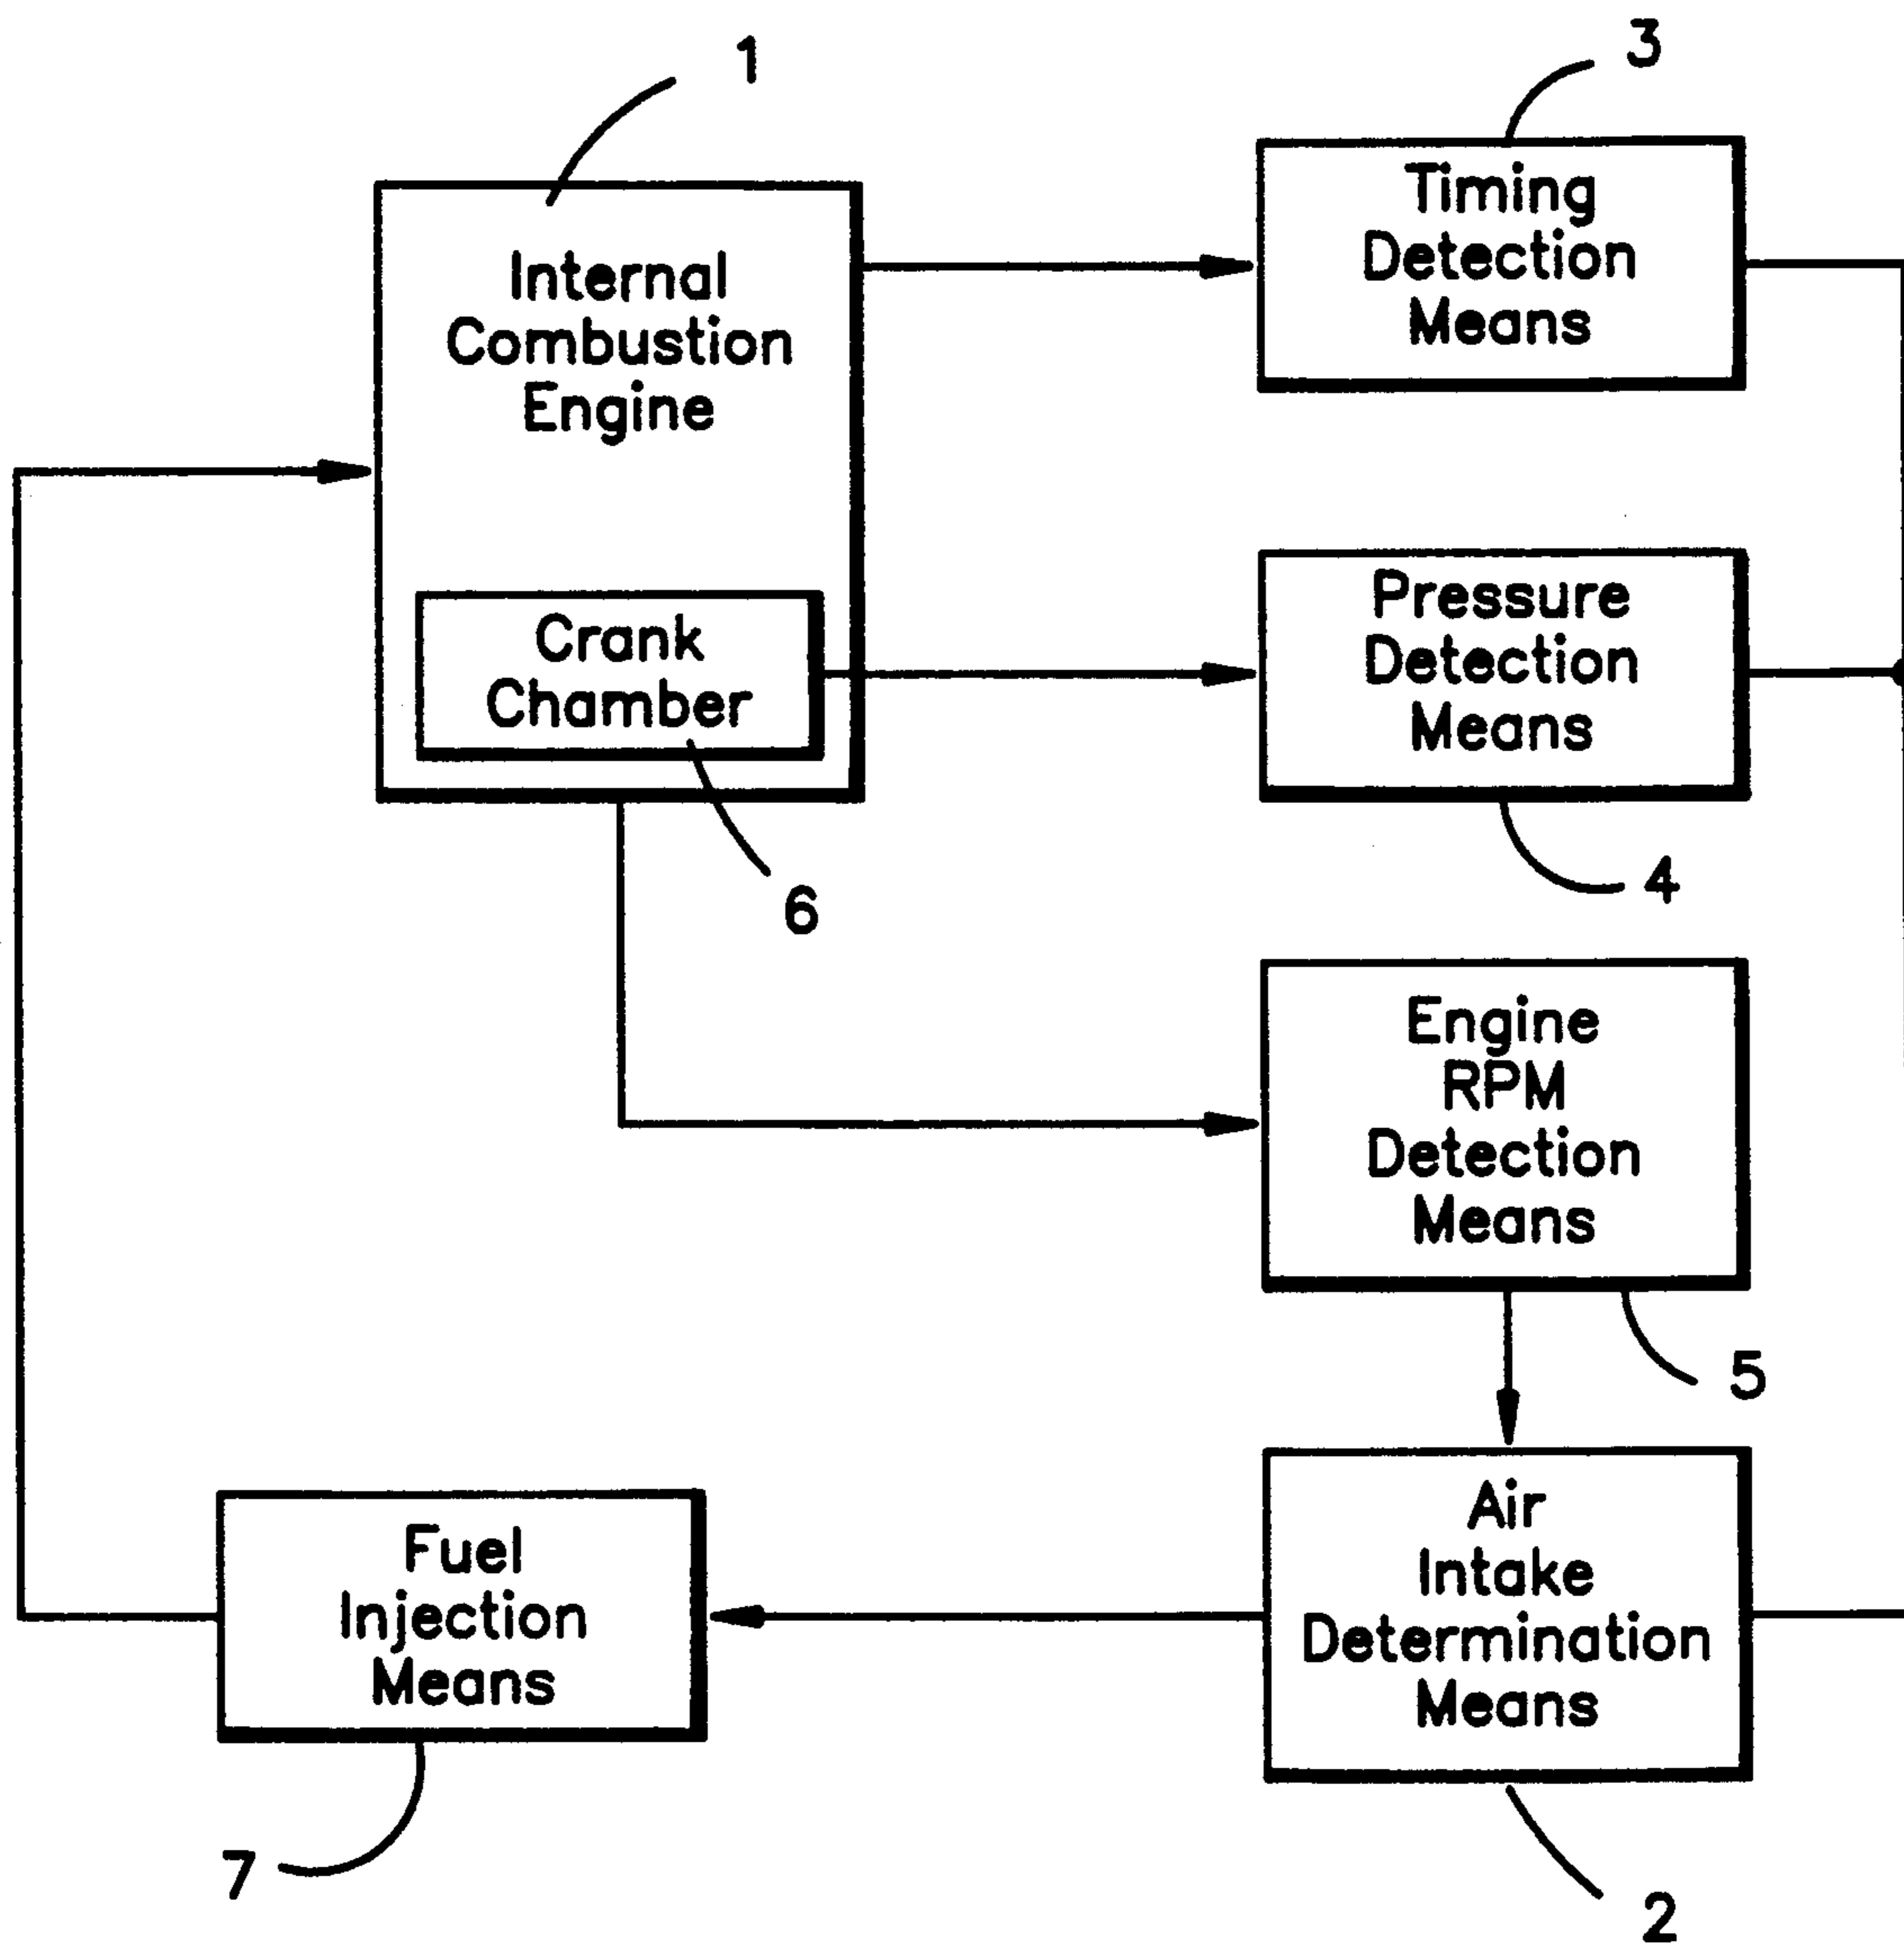 1
3
Internal
Combustion
Engine
Timing
Detection
Means
Crank
Chamber
Pressure
Detection
Means
6
4
Engine
RPM
Detection
Means
5
Fuel
Injection
Means
Air
Intake
Determination
Means
7
2